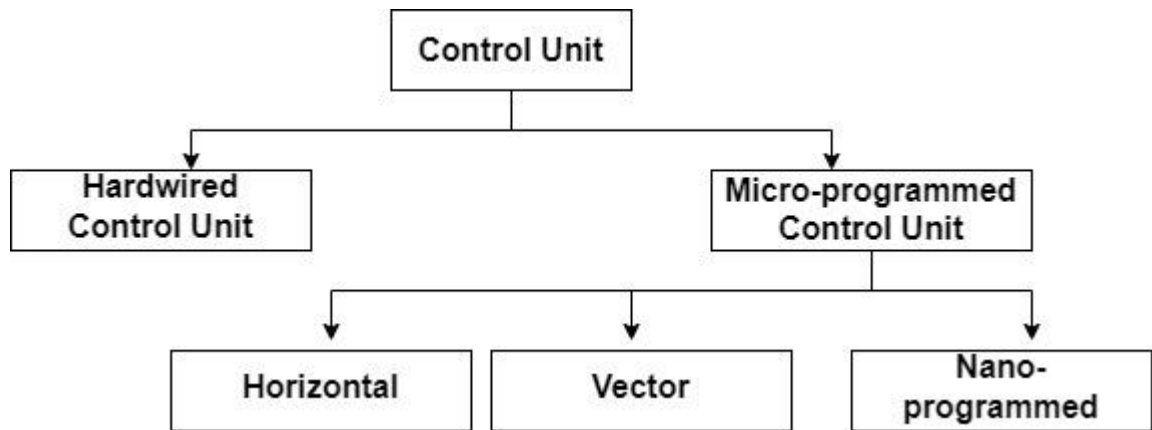 Control Unit
Hardwired
Control Unit
Micro-programmed
Control Unit
Horizontal
Vector
Nano-
programmed